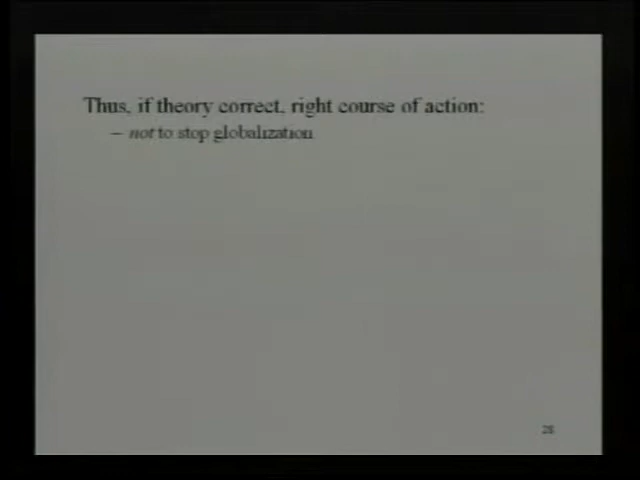 Thus, if theory correct, right course of action:
– not to stop globalization
28